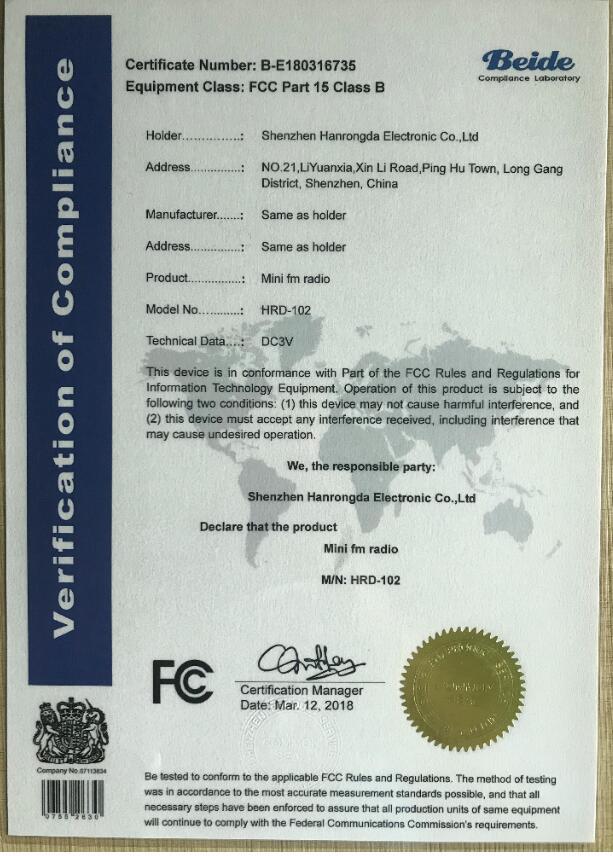 Verification of Compliance
Certificate Number: B-E180316735
Equipment Class: FCC Part 15 Class B
Beide
Compliance Laboratory
Holder...............: Shenzhen Hanrongda Electronic Co.,Ltd
Address..............: NO.21,LiYuanxia,Xin Li Road,Ping Hu Town, Long Gang
District, Shenzhen, China
Manufacturer.......: Same as holder
Address..............: Same as holder
Product...............: Mini fm radio
Model No............: HRD-102
Technical Data....: DC3V
This device is in conformance with Part of the FCC Rules and Regulations for
Information Technology Equipment. Operation of this product is subject to the
following two conditions: (1) this device may not cause harmful interference, and
(2) this device must accept any interference received, including interference that
may cause undesired operation.
We, the responsible party:
Shenzhen Hanrongda Electronic Co.,Ltd
Declare that the product
Mini fm radio
M/N: HRD-102
FCC
Certification Manager
Date: Mar. 12, 2018
Company No.07113834
0755 2630
Be tested to conform to the applicable FCC Rules and Regulations. The method of testing
was in accordance to the most accurate measurement standards possible, and that all
necessary steps have been enforced to assure that all production units of same equipment
will continue to comply with the Federal Communications Commission's requirements.